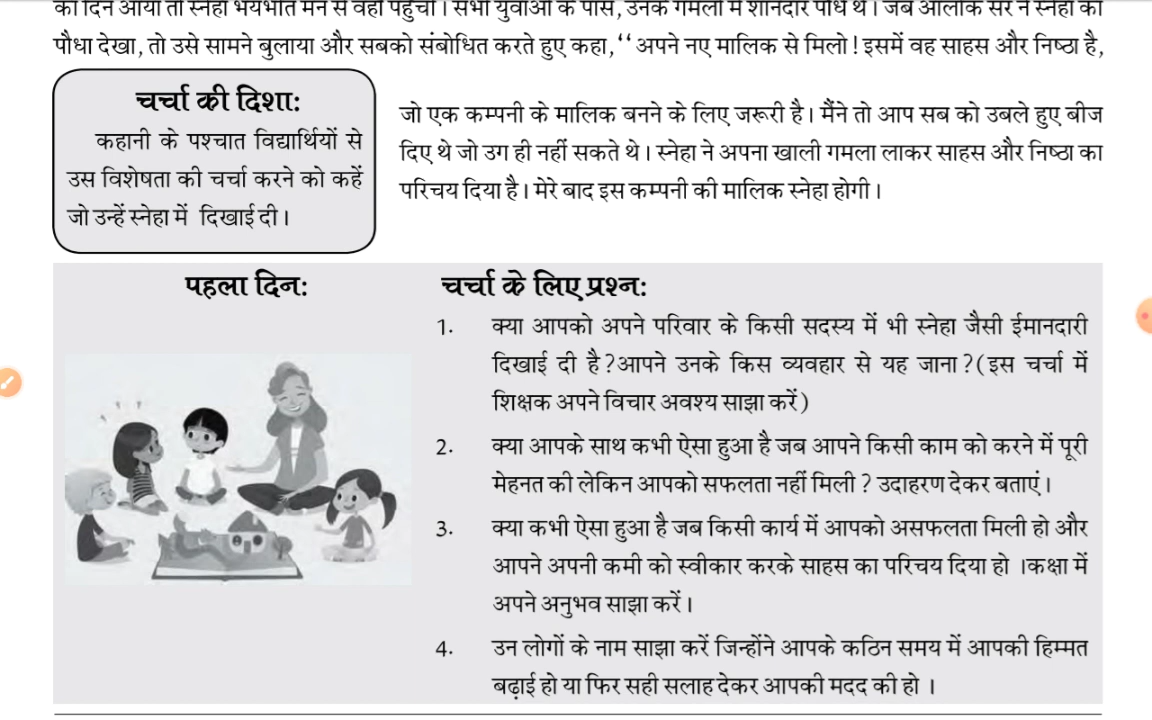 का दिन आया तो स्नेहा भयभीत मन से वहाँ पहुँची। सभी युवाओं के पास, उनके गमलों में शानदार पौधे थे। जब आलोक सर ने स्नेहा का
पौधा देखा, तो उसे सामने बुलाया और सबको संबोधित करते हुए कहा, ‘‘ अपने नए मालिक से मिलो! इसमें वह साहस और निष्ठा है,
चर्चा की दिशा:
कहानी के पश्चात विद्यार्थियों से
उस विशेषता की चर्चा करने को कहें
जो उन्हें स्नेहा में दिखाई दी।
जो एक कम्पनी के मालिक बनने के लिए जरूरी है। मैंने तो आप सब को उबले हुए बीज
दिए थे जो उग ही नहीं सकते थे। स्नेहा ने अपना खाली गमला लाकर साहस और निष्ठा का
परिचय दिया है। मेरे बाद इस कम्पनी की मालिक स्नेहा होगी।
पहला दिन:
चर्चा के लिए प्रश्न:
1. क्या आपको अपने परिवार के किसी सदस्य में भी स्नेहा जैसी ईमानदारी
दिखाई दी है?आपने उनके किस व्यवहार से यह जाना?(इस चर्चा में
शिक्षक अपने विचार अवश्य साझा करें)
2. क्या आपके साथ कभी ऐसा हुआ है जब आपने किसी काम को करने में पूरी
मेहनत की लेकिन आपको सफलता नहीं मिली? उदाहरण देकर बताएं।
3. क्या कभी ऐसा हुआ है जब किसी कार्य में आपको असफलता मिली हो और
आपने अपनी कमी को स्वीकार करके साहस का परिचय दिया हो ।कक्षा में
अपने अनुभव साझा करें।
4. उन लोगों के नाम साझा करें जिन्होंने आपके कठिन समय में आपकी हिम्मत
बढ़ाई हो या फिर सही सलाह देकर आपकी मदद की हो ।